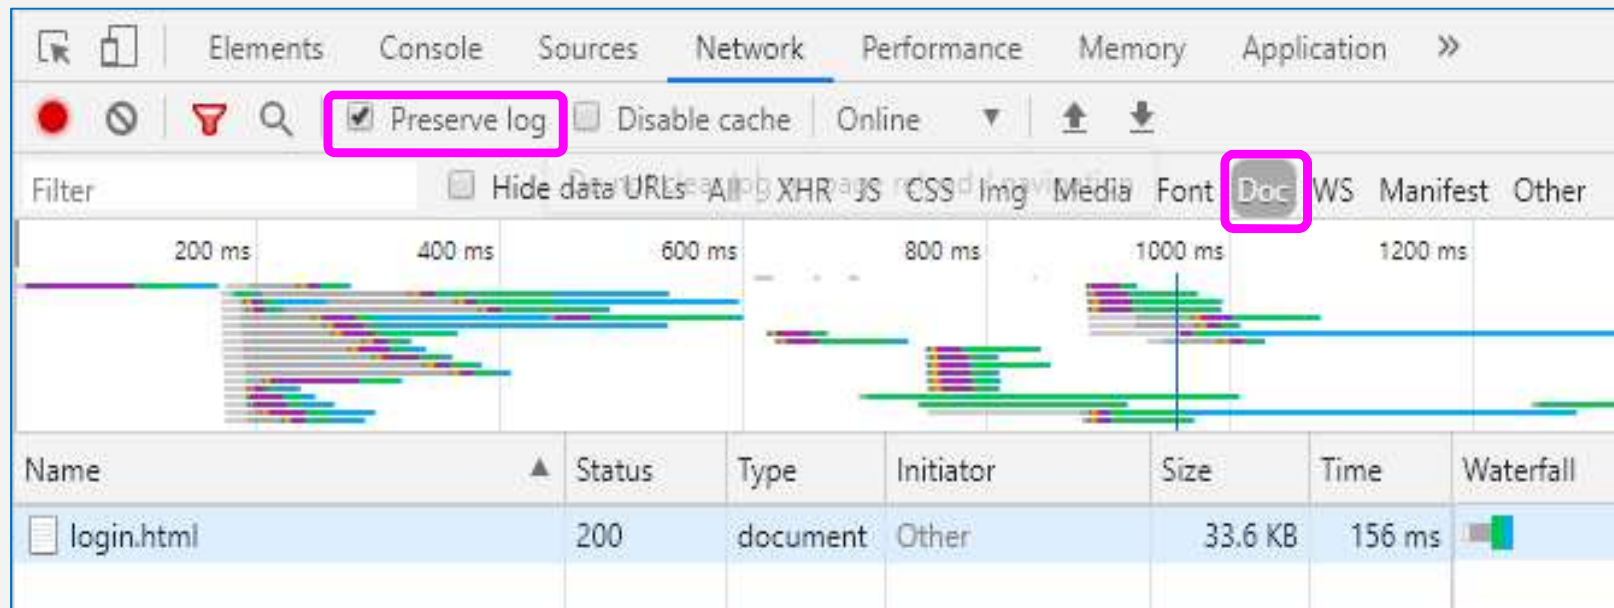 Elements Console Sources Network Performance Memory Application »
Preserve log Disable cache Online ▼
Filter Hide data URLs All XHR JS CSS Img Media Font Doc WS Manifest Other
200 ms 400 ms 600 ms 800 ms 1000 ms 1200 ms
Name ▲ Status Type Initiator Size Time Waterfall
login.html 200 document Other 33.6 KB 156 ms